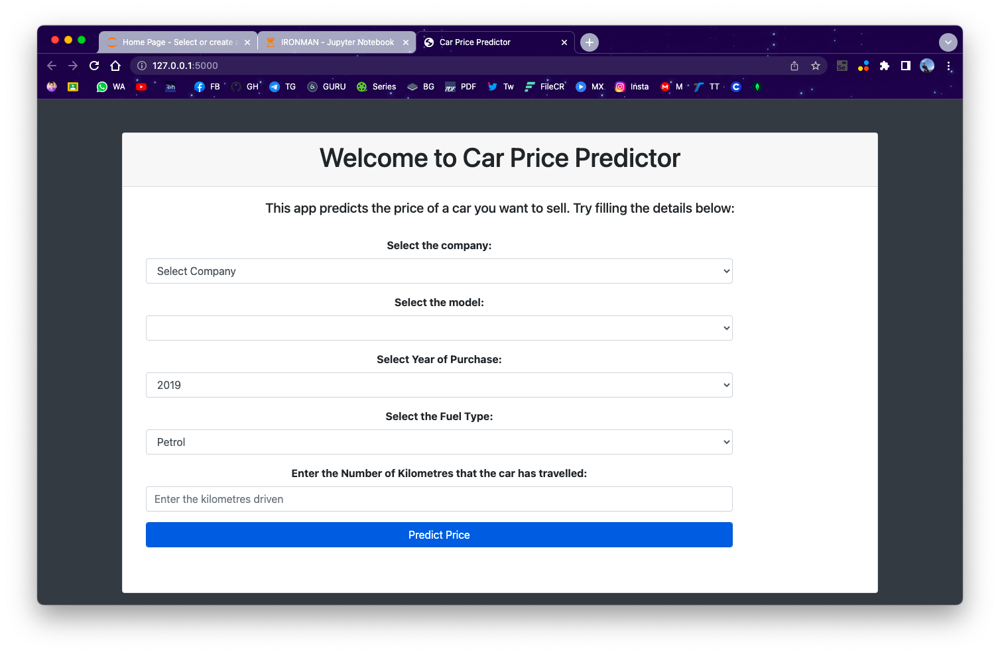 Home Page - Select or create a
IRONMAN - Jupyter Notebook
Car Price Predictor
127.0.0.1:5000
Se
WA
FB
GH
TG
GURU
Series
BG
PDF
PDF
Tw
FileCR
MX
Insta
M
TT
Welcome to Car Price Predictor
This app predicts the price of a car you want to sell. Try filling the details below:
Select the company:
Select Company
Select the model:
Select Year of Purchase:
2019
Select the Fuel Type:
Petrol
Enter the Number of Kilometres that the car has travelled:
Enter the kilometres driven
Predict Price